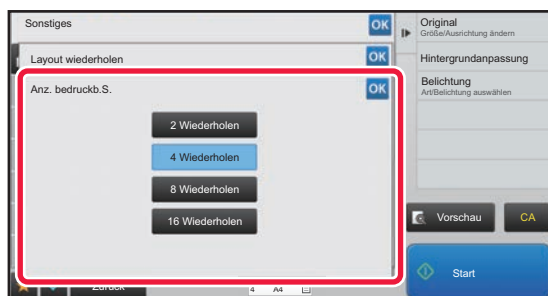 Sonstiges OK
Layout wiederholen OK
Anz. bedruckb.S. OK
2 Wiederholen
4 Wiederholen
8 Wiederholen
16 Wiederholen
Zurück
4 A4
Original
Größe/Ausrichtung ändern
Hintergrundanpassung
Belichtung
Art/Belichtung auswählen
Vorschau CA
Start